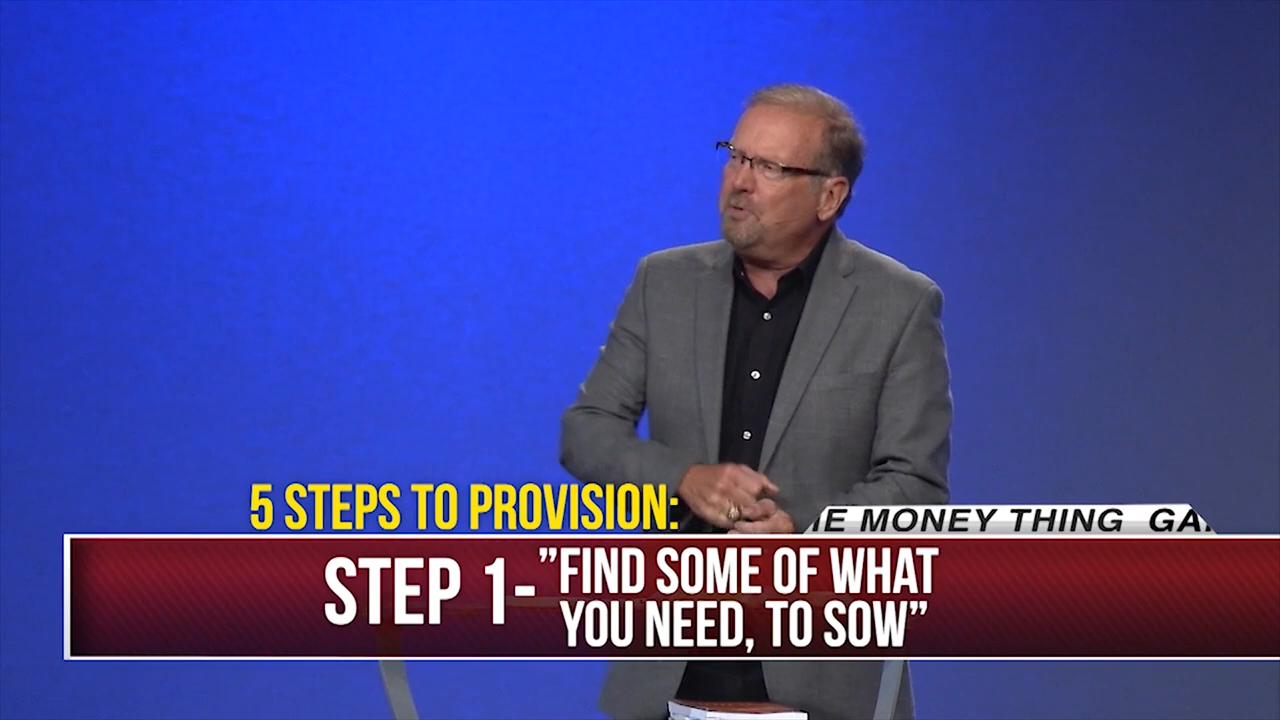 5 STEPS TO PROVISION:
MONEY THING
STEP 1-
”FIND SOME OF WHAT
YOU NEED, TO SOW”